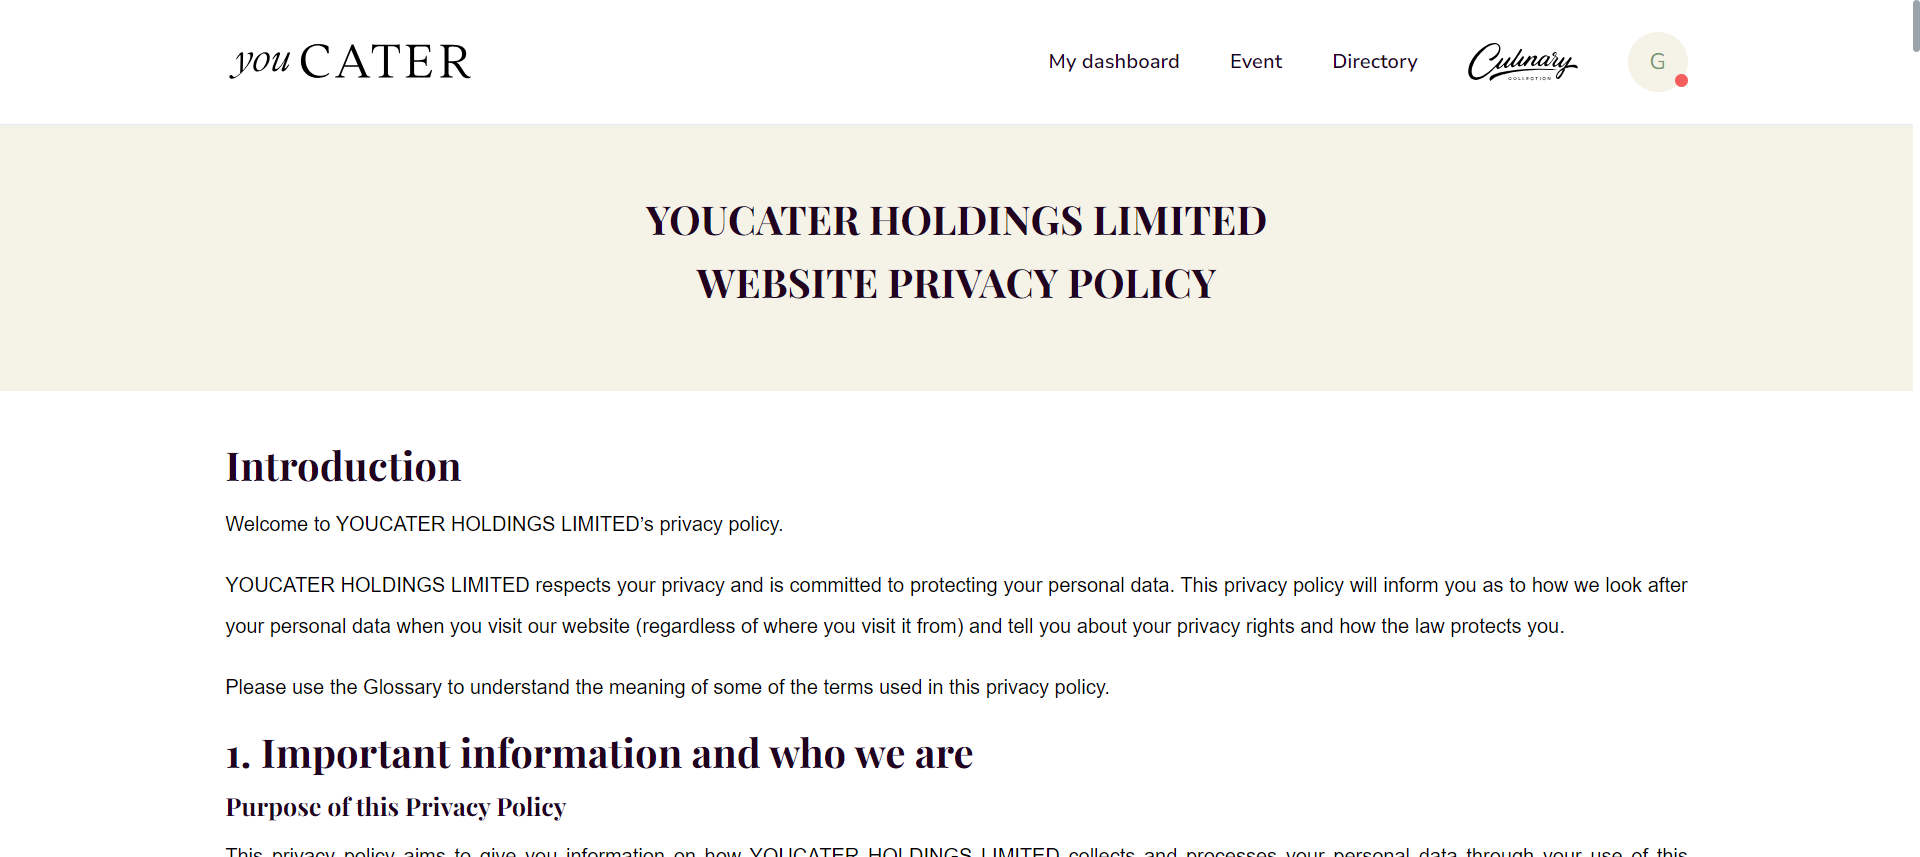 you CATER
My dashboard Event Directory Culinary COLLECTION G
YOUCATER HOLDINGS LIMITED
WEBSITE PRIVACY POLICY
Introduction
Welcome to YOUCATER HOLDINGS LIMITED’s privacy policy.
YOUCATER HOLDINGS LIMITED respects your privacy and is committed to protecting your personal data. This privacy policy will inform you as to how we look after
your personal data when you visit our website (regardless of where you visit it from) and tell you about your privacy rights and how the law protects you.
Please use the Glossary to understand the meaning of some of the terms used in this privacy policy.
1. Important information and who we are
Purpose of this Privacy Policy
This privacy policy aims to give you information on how YOUCATER HOLDINGS LIMITED collects and processes your personal data through your use of this